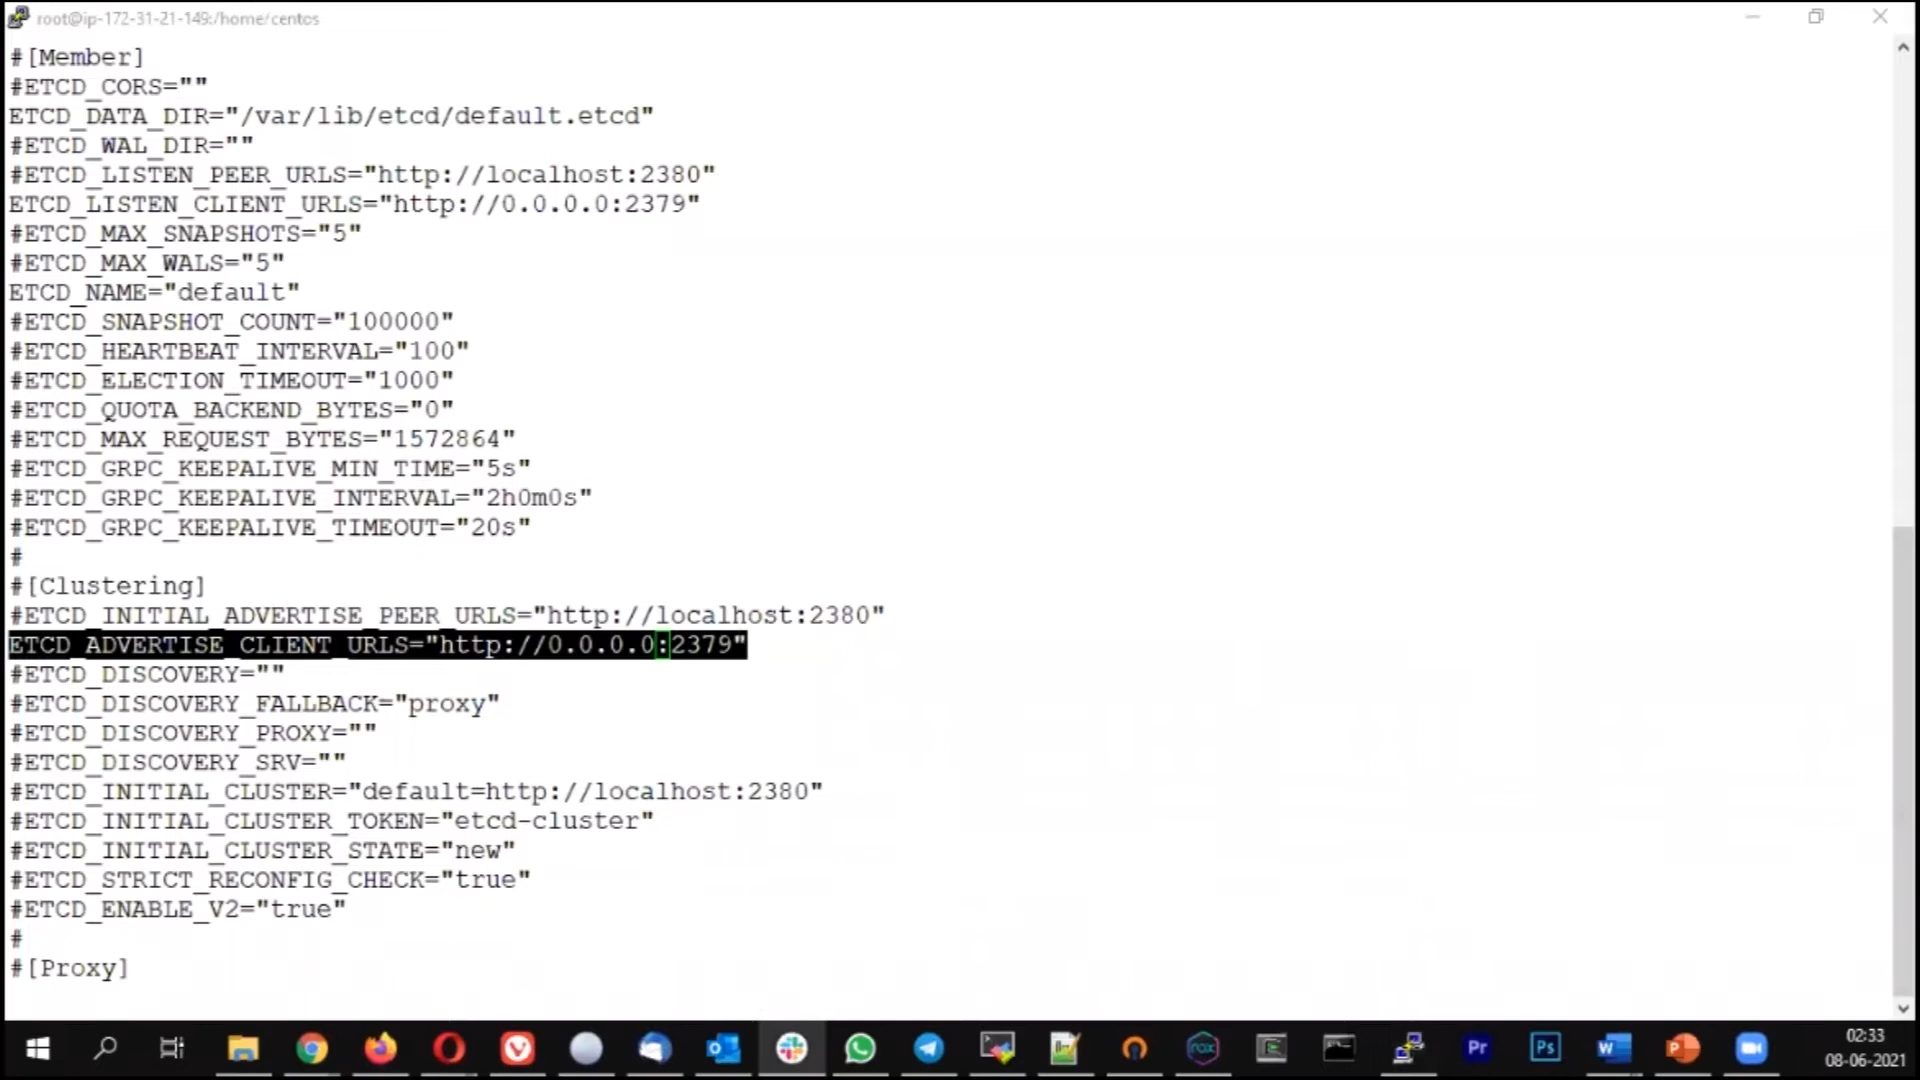 root@ip-172-31-21-149:/home/centos
#[Member]
#ETCD_CORS=""
ETCD_DATA_DIR="/var/lib/etcd/default.etcd"
#ETCD_WAL_DIR=""
#ETCD_LISTEN_PEER_URLS="http://localhost:2380"
ETCD_LISTEN_CLIENT_URLS="http://0.0.0.0:2379"
#ETCD_MAX_SNAPSHOTS="5"
#ETCD_MAX_WALS="5"
ETCD_NAME="default"
#ETCD_SNAPSHOT_COUNT="100000"
#ETCD_HEARTBEAT_INTERVAL="100"
#ETCD_ELECTION_TIMEOUT="1000"
#ETCD_QUOTA_BACKEND_BYTES="0"
#ETCD_MAX_REQUEST_BYTES="1572864"
#ETCD_GRPC_KEEPALIVE_MIN_TIME="5s"
#ETCD_GRPC_KEEPALIVE_INTERVAL="2h0m0s"
#ETCD_GRPC_KEEPALIVE_TIMEOUT="20s"
#
#[Clustering]
#ETCD_INITIAL_ADVERTISE_PEER_URLS="http://localhost:2380"
ETCD_ADVERTISE_CLIENT_URLS="http://0.0.0.0:2379"
#ETCD_DISCOVERY=""
#ETCD_DISCOVERY_FALLBACK="proxy"
#ETCD_DISCOVERY_PROXY=""
#ETCD_DISCOVERY_SRV=""
#ETCD_INITIAL_CLUSTER="default=http://localhost:2380"
#ETCD_INITIAL_CLUSTER_TOKEN="etcd-cluster"
#ETCD_INITIAL_CLUSTER_STATE="new"
#ETCD_STRICT_RECONFIG_CHECK="true"
#ETCD_ENABLE_V2="true"
#
#[Proxy]
nox
Pr
Ps
W
P
02:33
08-06-2021